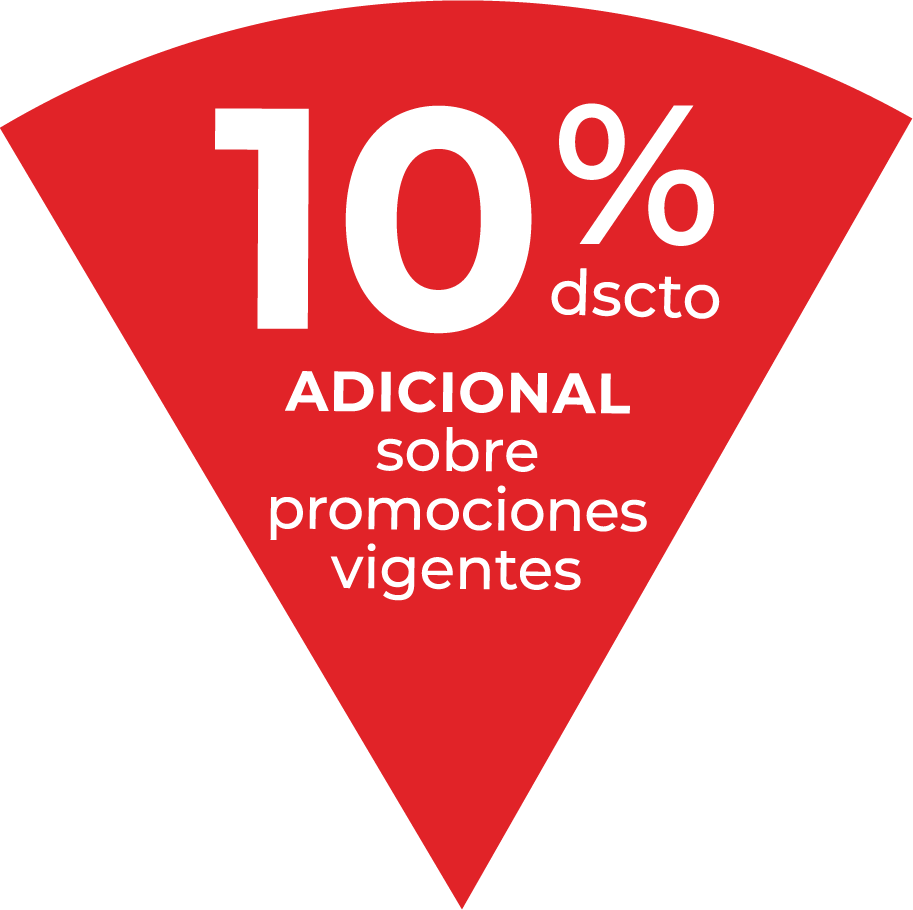 10%
dscto
ADICIONAL
sobre
promociones
vigentes